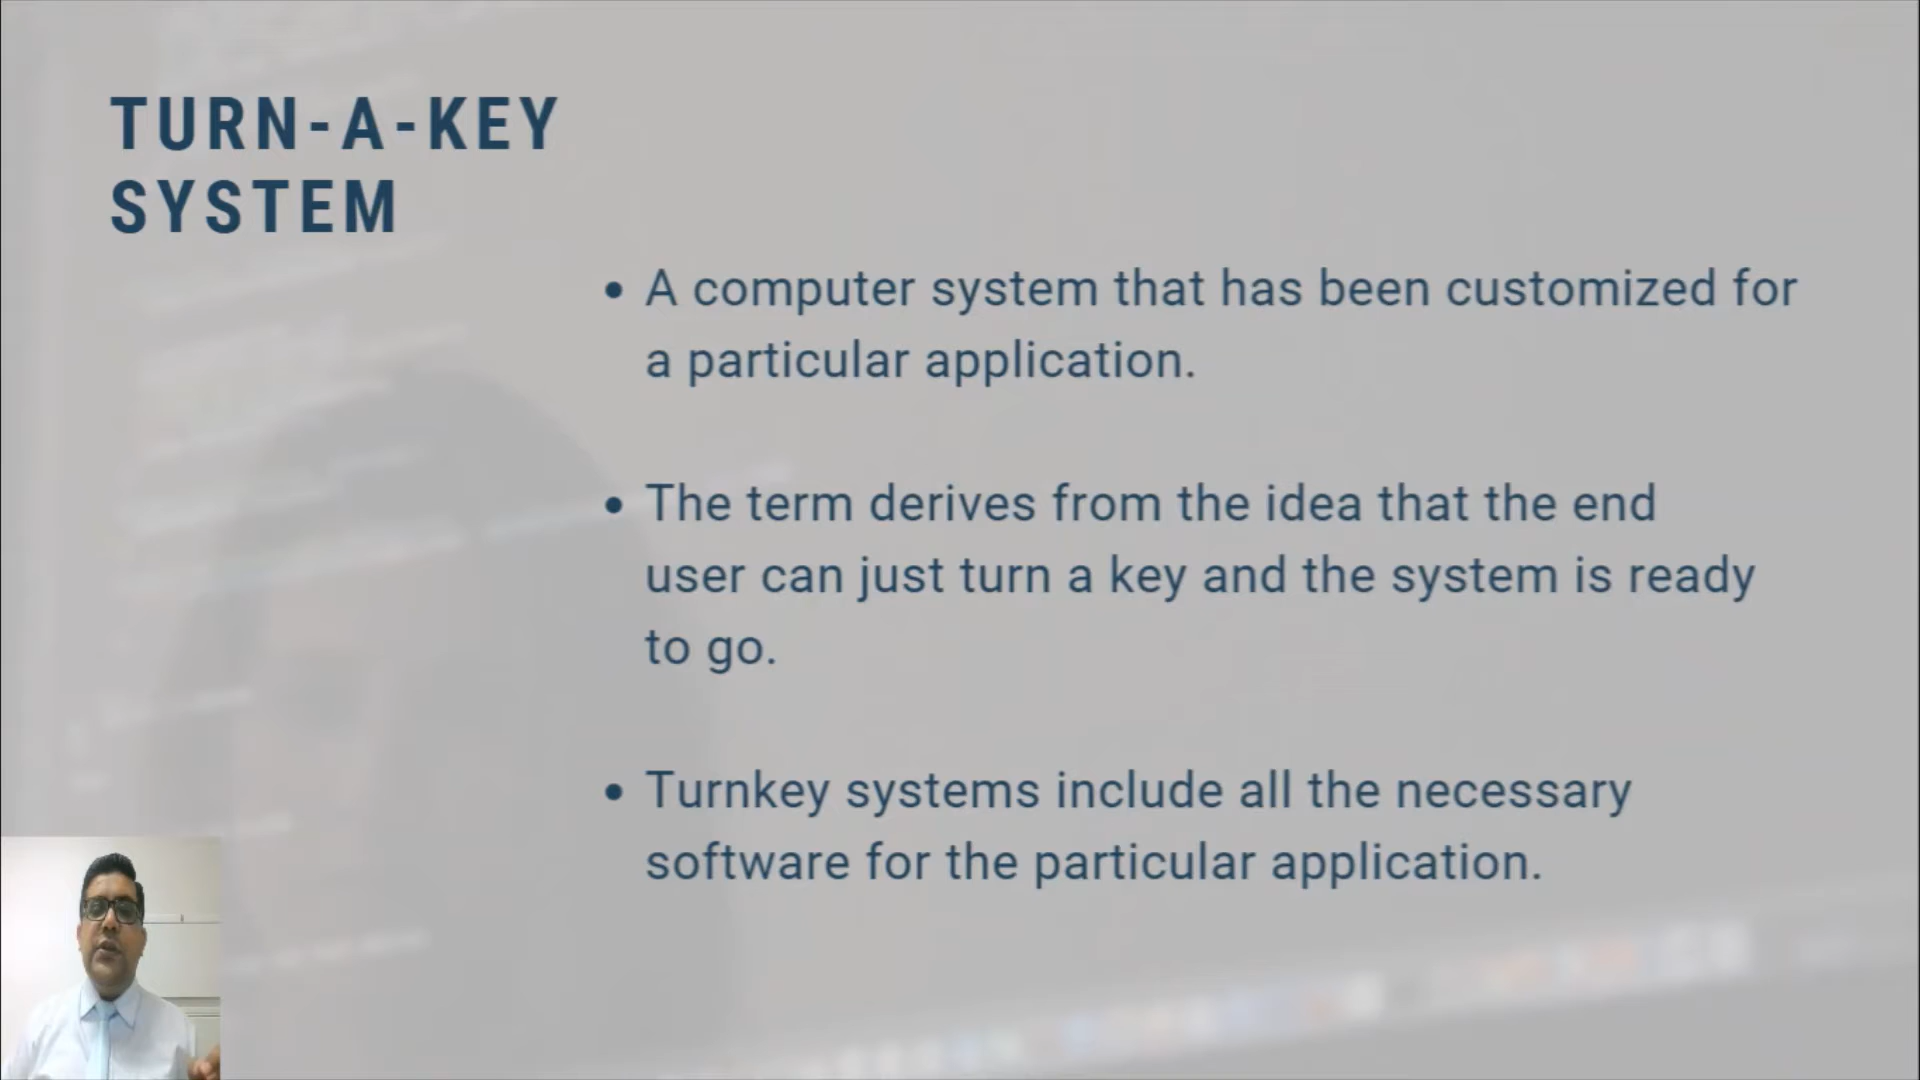 TURN-A-KEY
SYSTEM
• A computer system that has been customized for
a particular application.
• The term derives from the idea that the end
user can just turn a key and the system is ready
to go.
• Turnkey systems include all the necessary
software for the particular application.